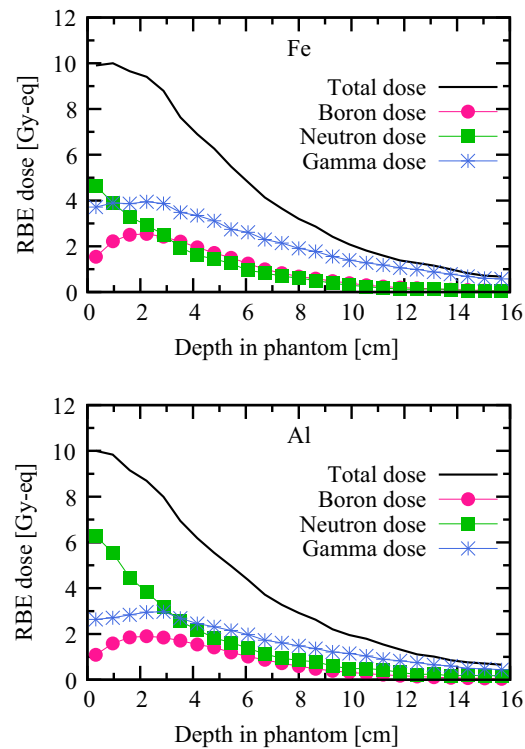 12
10
8
6
4
2
0
RBE dose [Gy-eq]
Fe
Total dose
Boron dose
Neutron dose
Gamma dose
0 2 4 6 8 10 12 14 16
Depth in phantom [cm]
12
10
8
6
4
2
0
RBE dose [Gy-eq]
Al
Total dose
Boron dose
Neutron dose
Gamma dose
0 2 4 6 8 10 12 14 16
Depth in phantom [cm]